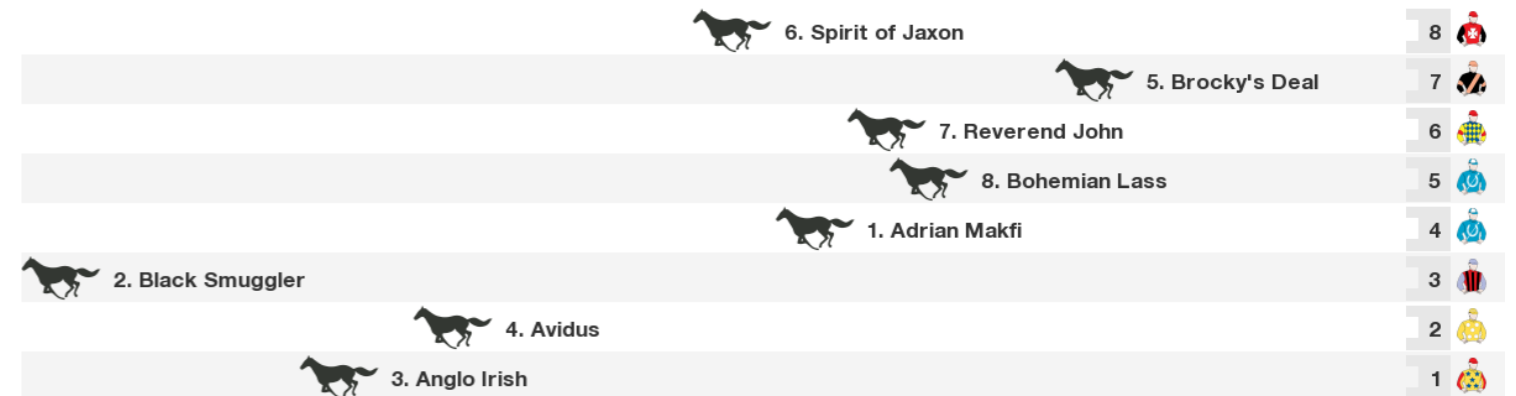 6. Spirit of Jaxon 8
5. Brocky's Deal 7
7. Reverend John 6
8. Bohemian Lass 5
1. Adrian Makfi 4
2. Black Smuggler 3
4. Avidus 2
3. Anglo Irish 1